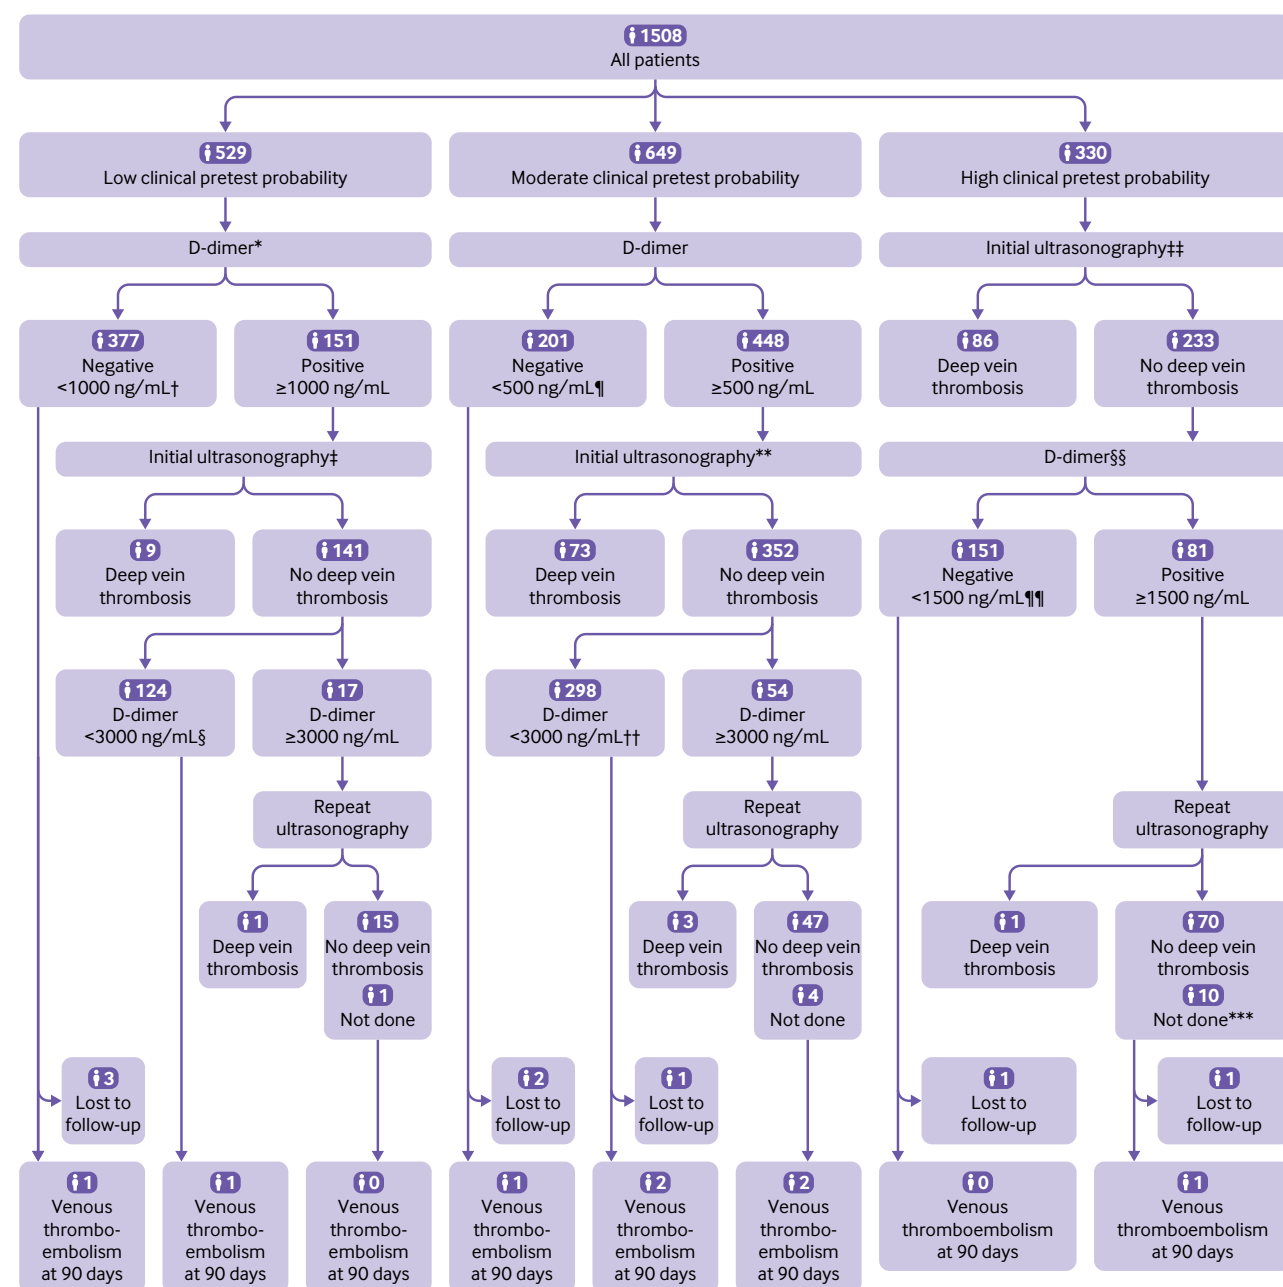 1508
All patients
529
Low clinical pretest probability
649
Moderate clinical pretest probability
330
High clinical pretest probability
D-dimer*
D-dimer
Initial ultrasonography‡‡
377
Negative
<1000 ng/mL†
151
Positive
≥1000 ng/mL
201
Negative
<500 ng/mL¶
448
Positive
≥500 ng/mL
86
Deep vein
thrombosis
233
No deep vein
thrombosis
Initial ultrasonography‡
Initial ultrasonography**
D-dimer§§
9
Deep vein
thrombosis
141
No deep vein
thrombosis
73
Deep vein
thrombosis
352
No deep vein
thrombosis
151
Negative
<1500 ng/mL¶¶
81
Positive
≥1500 ng/mL
124
D-dimer
<3000 ng/mL§
17
D-dimer
≥3000 ng/mL
298
D-dimer
<3000 ng/mL††
54
D-dimer
≥3000 ng/mL
Repeat
ultrasonography
Repeat
ultrasonography
Repeat
ultrasonography
1
Deep vein
thrombosis
15
No deep vein
thrombosis
1
Not done
3
Deep vein
thrombosis
47
No deep vein
thrombosis
4
Not done
1
Deep vein
thrombosis
70
No deep vein
thrombosis
10
Not done***
3
Lost to
follow-up
2
Lost to
follow-up
1
Lost to
follow-up
1
Lost to
follow-up
1
Lost to
follow-up
1
Venous
thrombo-
embolism
at 90 days
1
Venous
thrombo-
embolism
at 90 days
0
Venous
thrombo-
embolism
at 90 days
1
Venous
thrombo-
embolism
at 90 days
2
Venous
thrombo-
embolism
at 90 days
2
Venous
thrombo-
embolism
at 90 days
0
Venous
thromboembolism
at 90 days
1
Venous
thromboembolism
at 90 days